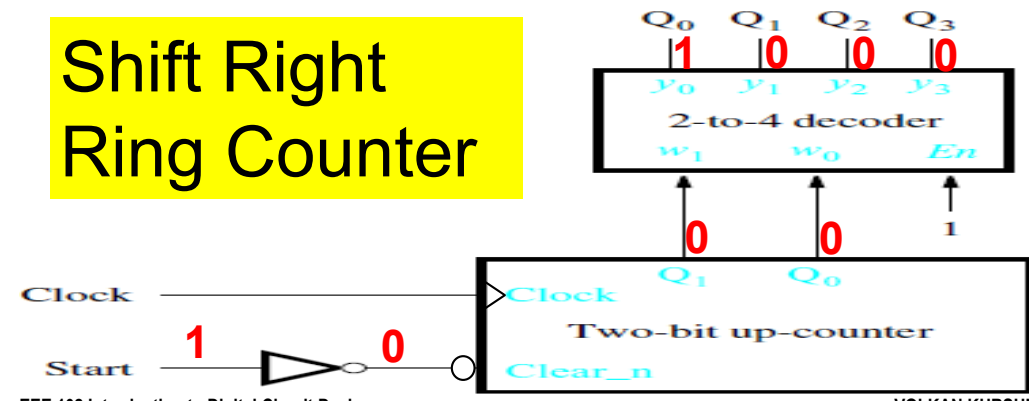 Shift Right
Ring Counter
Q0 Q1 Q2 Q3
1 0 0 0
y0 y1 y2 y3
2-to-4 decoder
w1 w0 En
0 0 1
Q1 Q0
Clock Clock
Two-bit up-counter
1 0
Start Clear_n